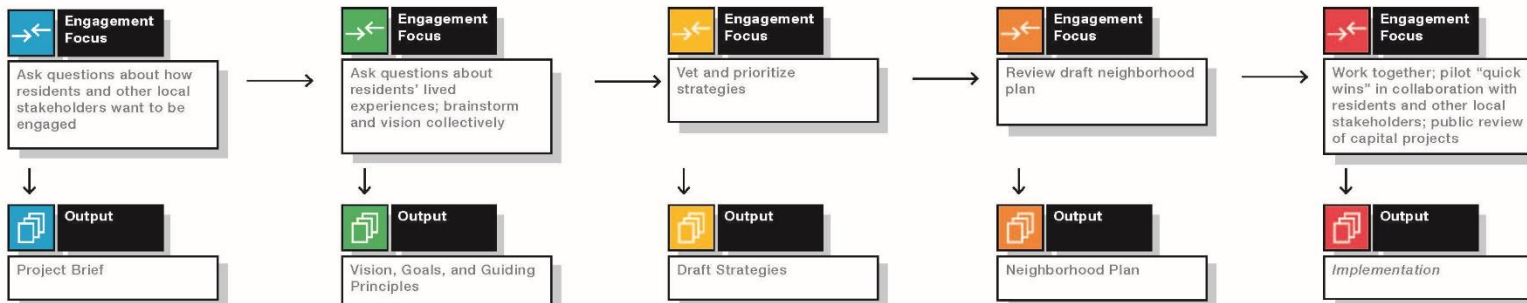 Engagement
Focus
Ask questions about how
residents and other local
stakeholders want to be
engaged
Engagement
Focus
Ask questions about
residents' lived
experiences; brainstorm
and vision collectively
Engagement
Focus
Vet and prioritize
strategies
Engagement
Focus
Review draft neighborhood
plan
Engagement
Focus
Work together; pilot “quick
wins” in collaboration with
residents and other local
stakeholders; public review
of capital projects
Output
Project Brief
Output
Vision, Goals, and Guiding
Principles
Output
Draft Strategies
Output
Neighborhood Plan
Output
Implementation